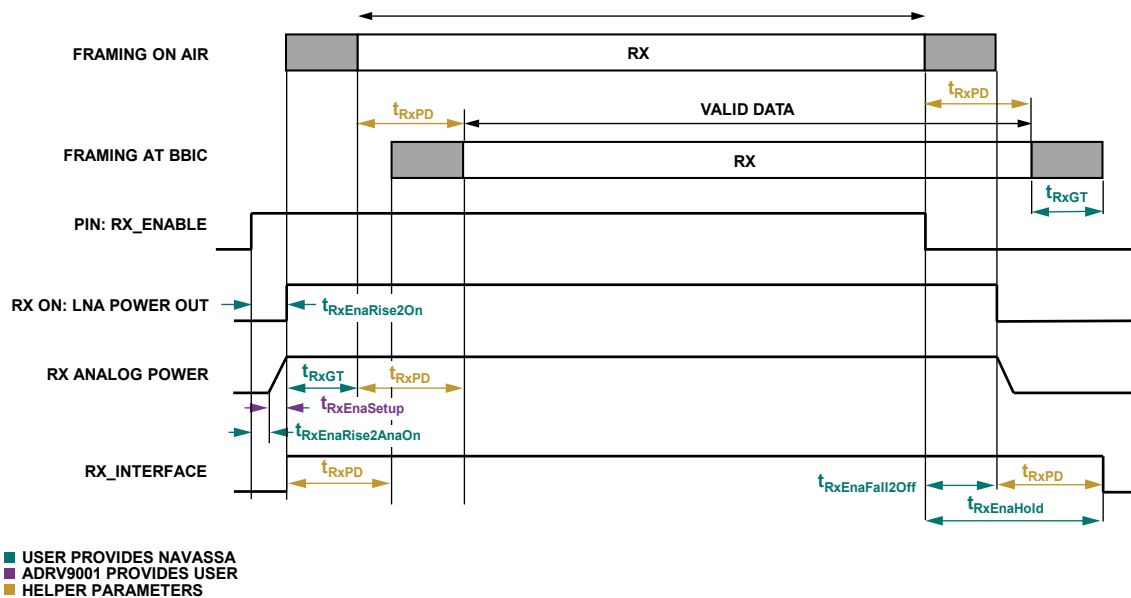 FRAMING ON AIR
RX
tRxPD
tRxPD
VALID DATA
FRAMING AT BBIC
RX
tRxGT
PIN: RX_ENABLE
RX ON: LNA POWER OUT
tRxEnaRise2On
RX ANALOG POWER
tRxGT
tRxPD
tRxEnaSetup
tRxEnaRise2AnaOn
RX_INTERFACE
tRxPD
tRxEnaFall2Off
tRxPD
tRxEnaHold
USER PROVIDES NAVASSA
ADRV9001 PROVIDES USER
HELPER PARAMETERS